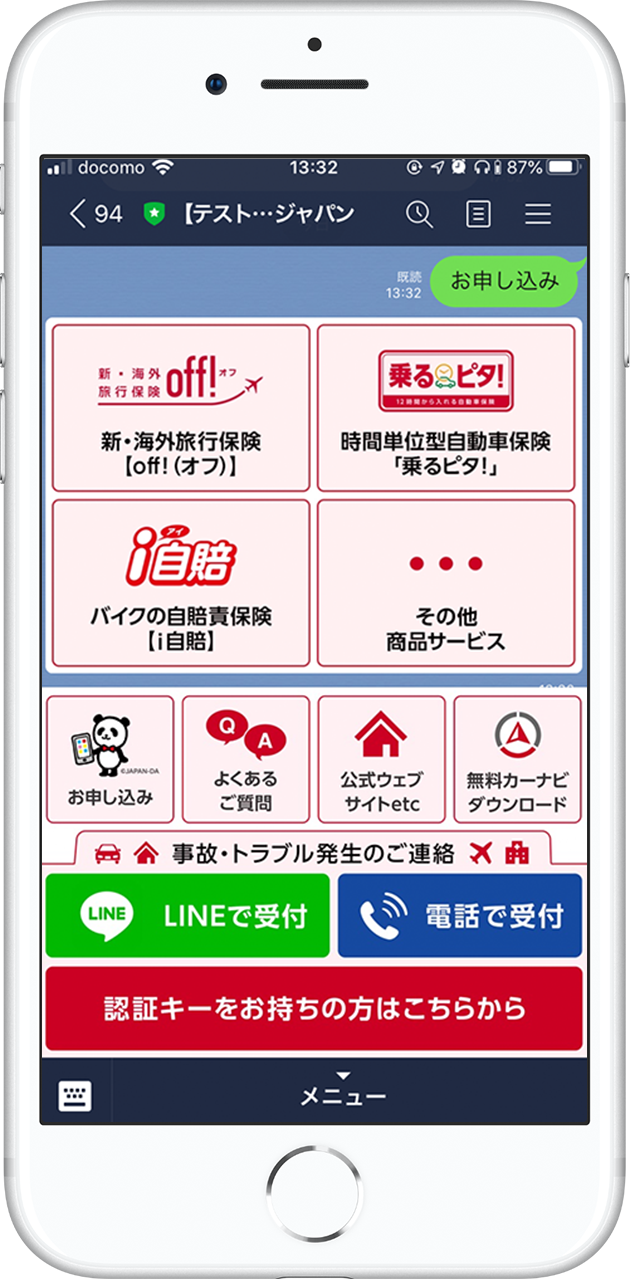 docomo 13:32 87%
94 【テスト…ジャパン
既読
13:32
お申し込み
新・海外
旅行保険 off! オフ
新・海外旅行保険
【off!(オフ)】
乗るピタ!
12時間から入れる自動車保険
時間単位型自動車保険
「乗るピタ!」
アイ
i自賠
バイクの自賠責保険
【i自賠】
その他
商品サービス
©JAPAN-DA
お申し込み
Q
A
よくある
ご質問
公式ウェブ
サイトetc
無料カーナビ
ダウンロード
事故・トラブル発生のご連絡
LINE
LINEで受付
電話で受付
認証キーをお持ちの方はこちらから
メニュー